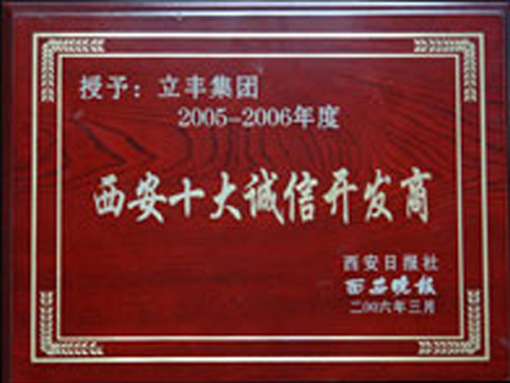 授予：立丰集团
2005-2006年度
西安十大诚信开发商
西安日报社
西安晚报
二00六年三月